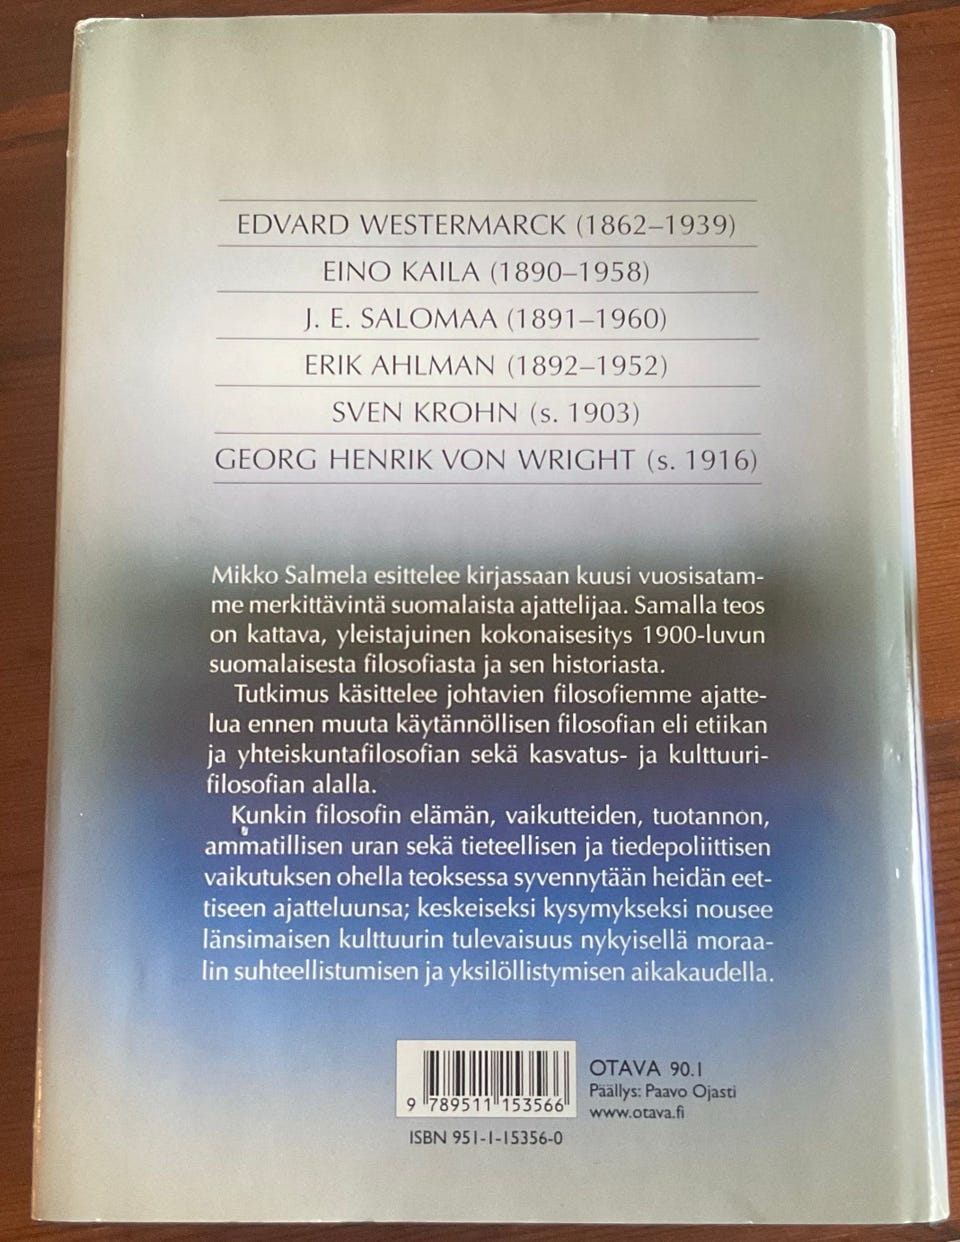 EDVARD WESTERMARCK (1862–1939)
EINO KAILA (1890–1958)
J. E. SALOMAA (1891–1960)
ERIK AHLMAN (1892–1952)
SVEN KROHN (s. 1903)
GEORG HENRIK VON WRIGHT (s. 1916)
Mikko Salmela esittelee kirjassaan kuusi vuosisatam-
me merkittävintä suomalaista ajattelijaa. Samalla teos
on kattava, yleistajuinen kokonaisesitys 1900-luvun
suomalaisesta filosofiasta ja sen historiasta.
Tutkimus käsittelee johtavien filosofiemme ajatte-
lua ennen muuta käytännöllisen filosofian eli etiikan
ja yhteiskuntafilosofian sekä kasvatus- ja kulttuuri-
filosofian alalla.
Kunkin filosofin elämän, vaikutteiden, tuotannon,
ammatillisen uran sekä tieteellisen ja tiedepoliittisen
vaikutuksen ohella teoksessa syvennytään heidän eet-
tiseen ajatteluunsa; keskeiseksi kysymykseksi nousee
länsimaisen kulttuurin tulevaisuus nykyisellä moraa-
lin suhteellistumisen ja yksilöllistymisen aikakaudella.
9 789511 153566
ISBN 951-1-15356-0
OTAVA 90.1
Päällys: Paavo Ojasti
www.otava.fi